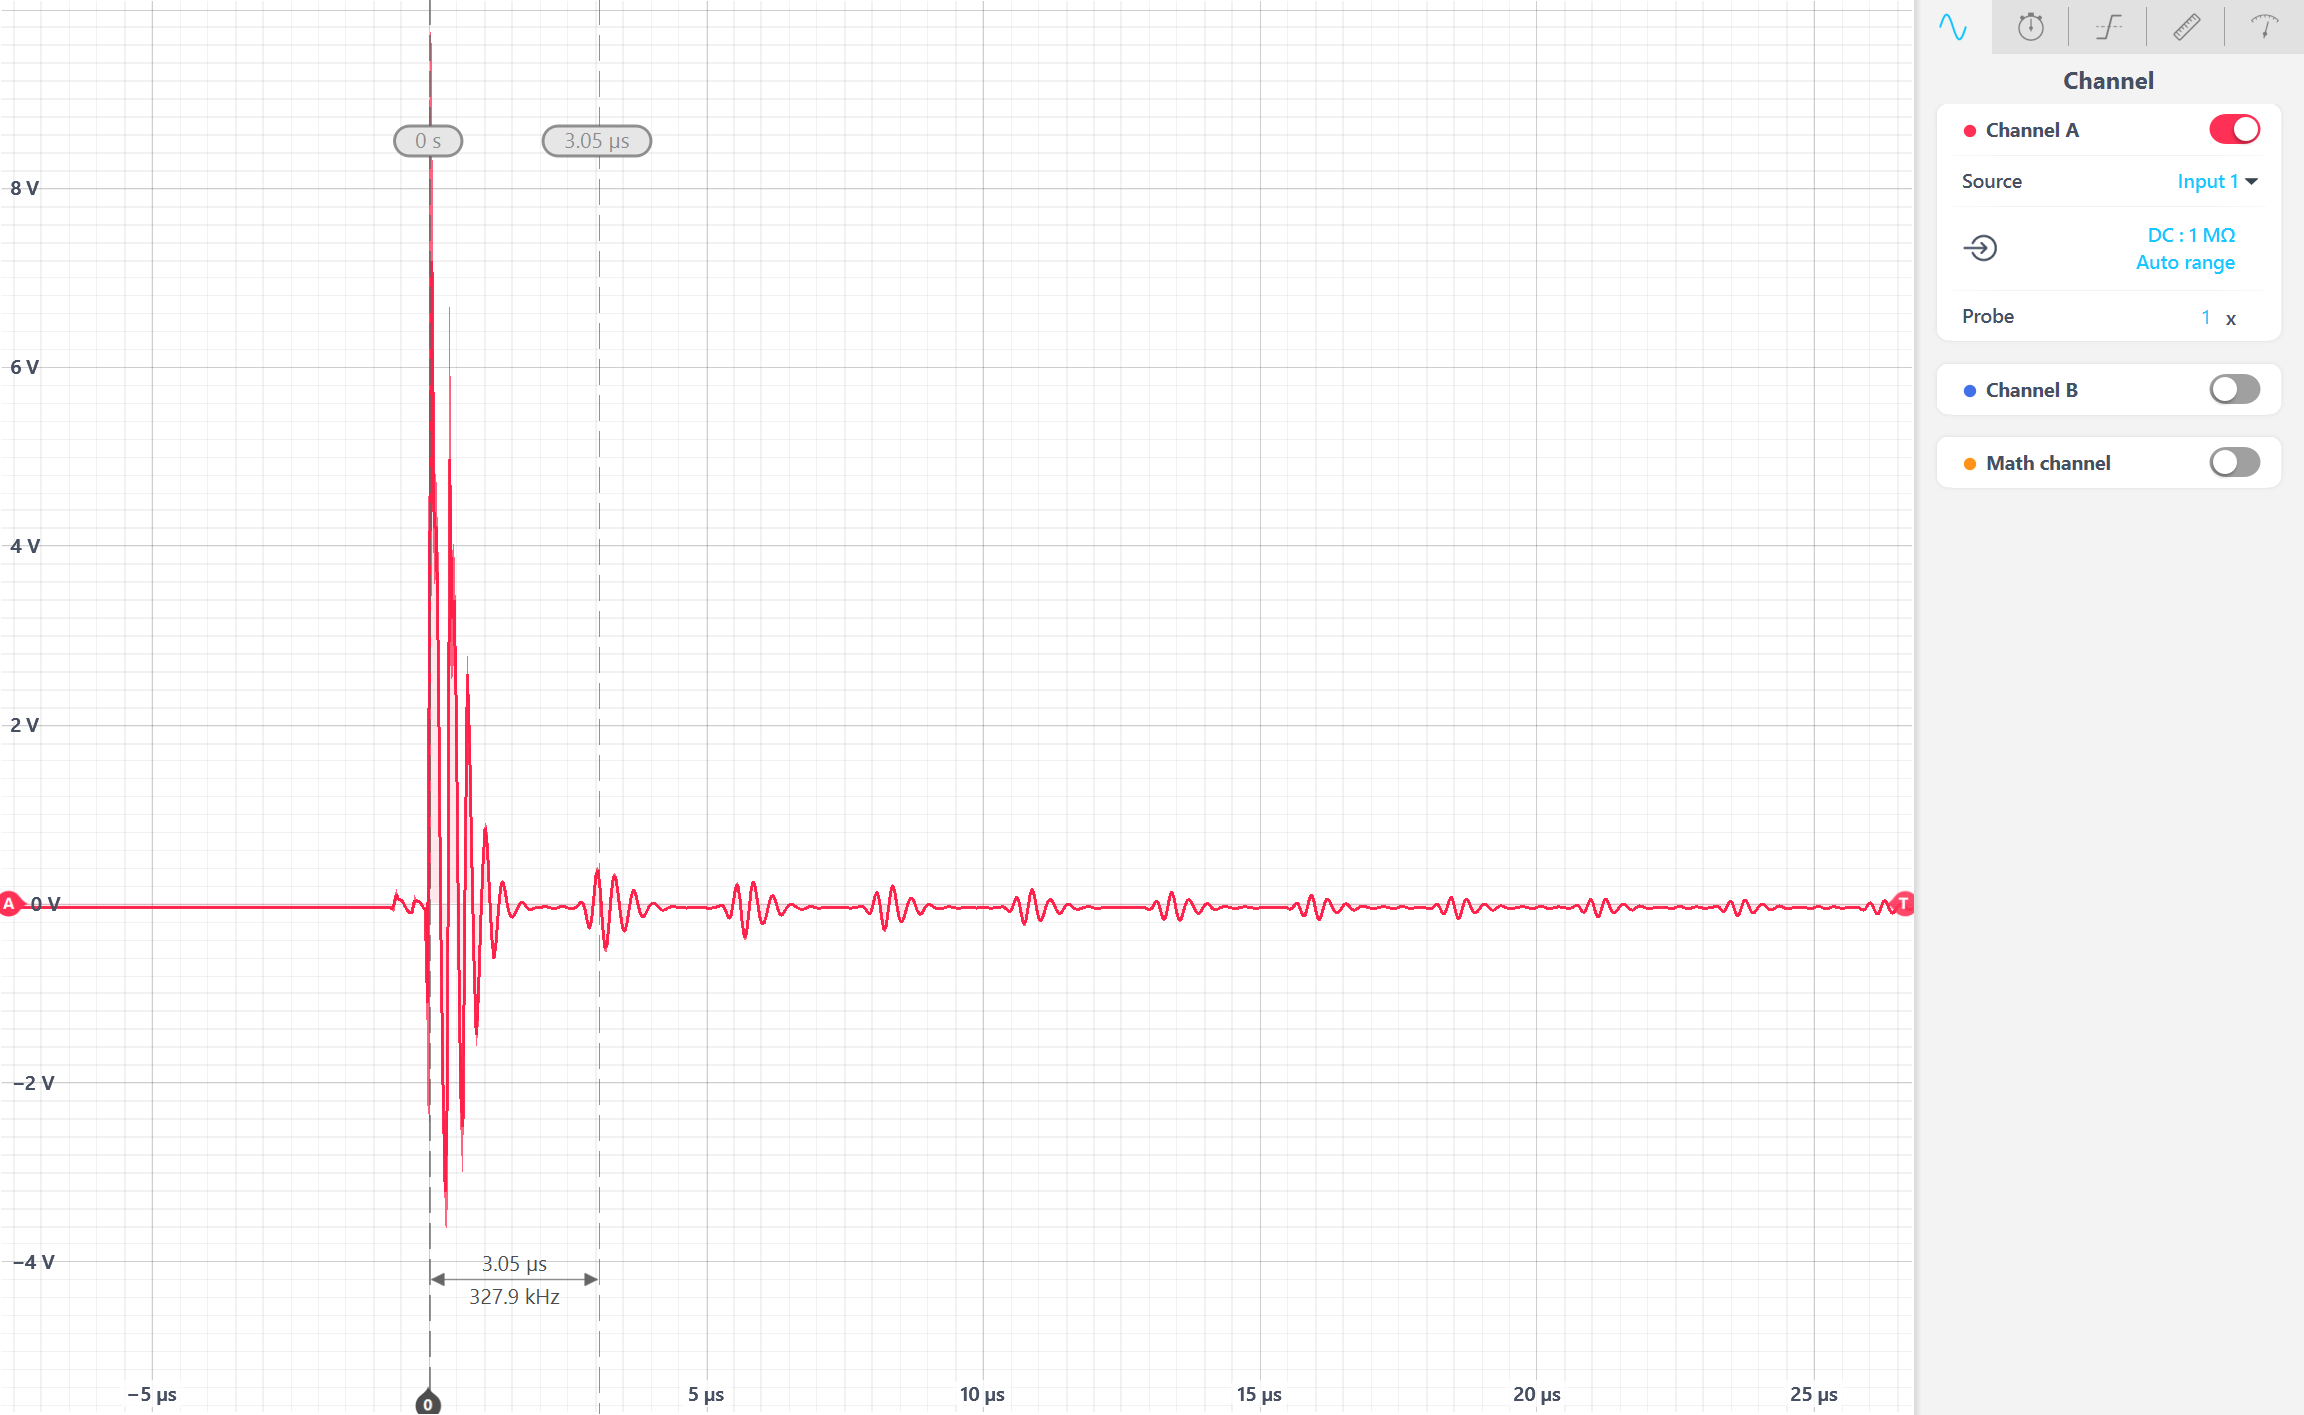 0 s
3.05 µs
8 V
6 V
4 V
2 V
A
0 V
T
−2 V
−4 V
3.05 µs
327.9 kHz
−5 µs
0
5 µs
10 µs
15 µs
20 µs
25 µs
Channel
Channel A
Source
Input 1
DC : 1 MΩ
Auto range
Probe
1 x
Channel B
Math channel